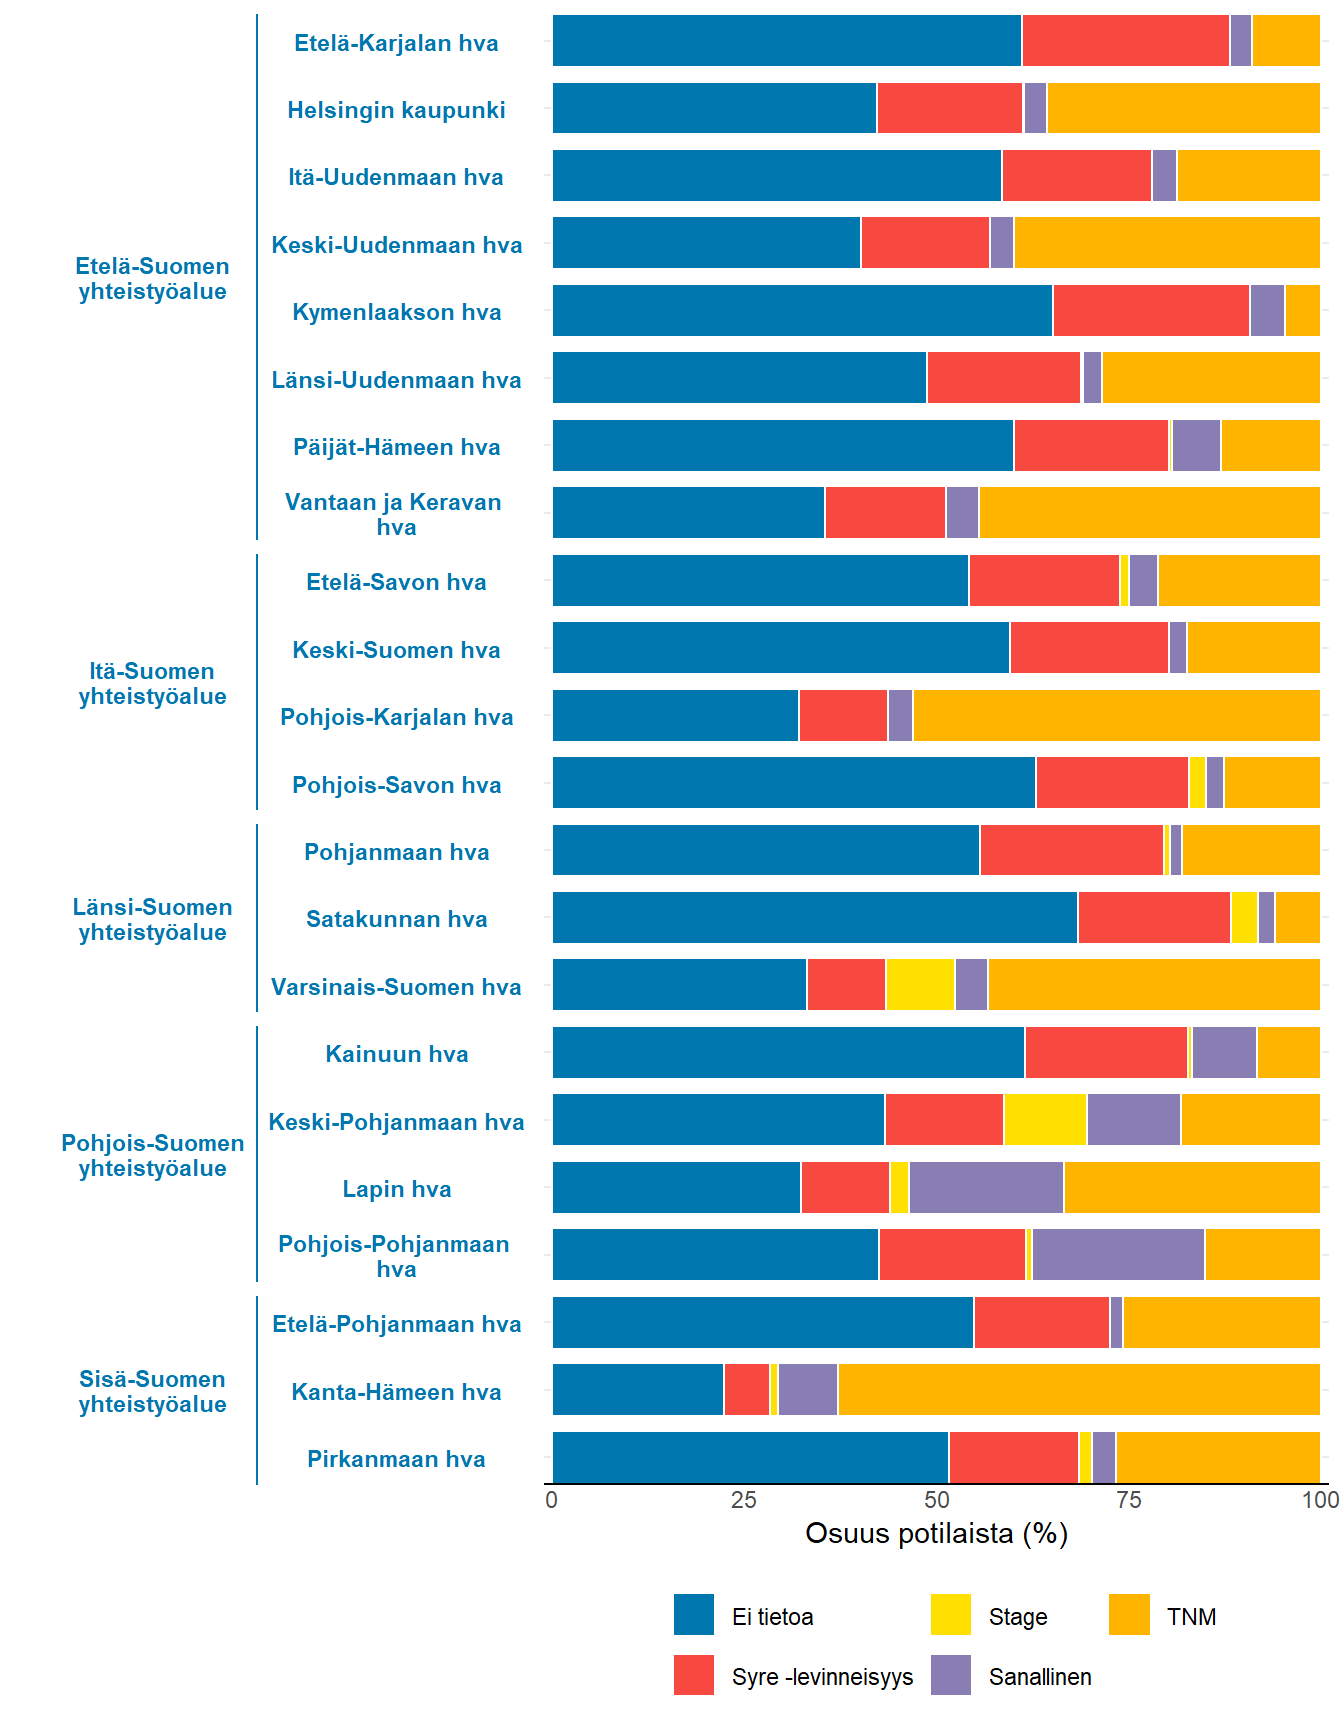 Etelä-Suomen
yhteistyöalue
Etelä-Karjalan hva
Helsingin kaupunki
Itä-Uudenmaan hva
Keski-Uudenmaan hva
Kymenlaakson hva
Länsi-Uudenmaan hva
Päijät-Hämeen hva
Vantaan ja Keravan
hva
Itä-Suomen
yhteistyöalue
Etelä-Savon hva
Keski-Suomen hva
Pohjois-Karjalan hva
Pohjois-Savon hva
Länsi-Suomen
yhteistyöalue
Pohjanmaan hva
Satakunnan hva
Varsinais-Suomen hva
Pohjois-Suomen
yhteistyöalue
Kainuun hva
Keski-Pohjanmaan hva
Lapin hva
Pohjois-Pohjanmaan
hva
Sisä-Suomen
yhteistyöalue
Etelä-Pohjanmaan hva
Kanta-Hämeen hva
Pirkanmaan hva
0 25 50 75 100
Osuus potilaista (%)
Ei tietoa Stage TNM
Syre -levinneisyys Sanallinen